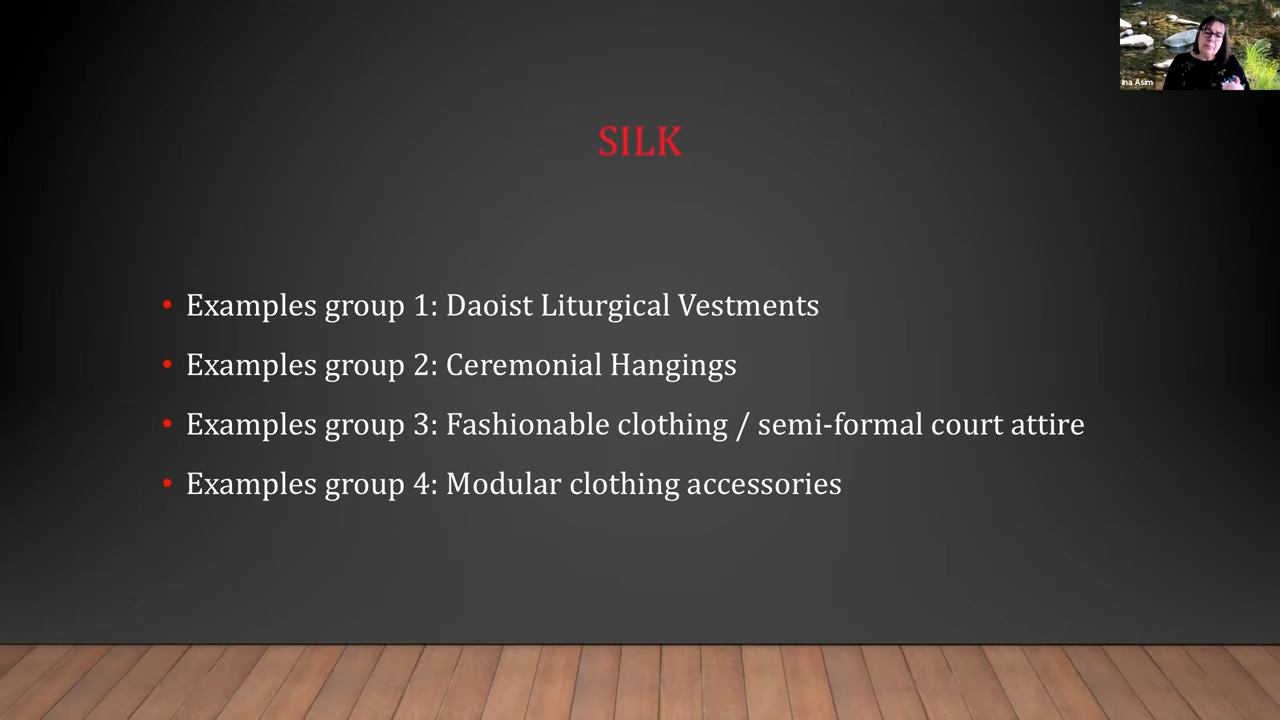 Ina Asim
SILK
• Examples group 1: Daoist Liturgical Vestments
• Examples group 2: Ceremonial Hangings
• Examples group 3: Fashionable clothing / semi-formal court attire
• Examples group 4: Modular clothing accessories